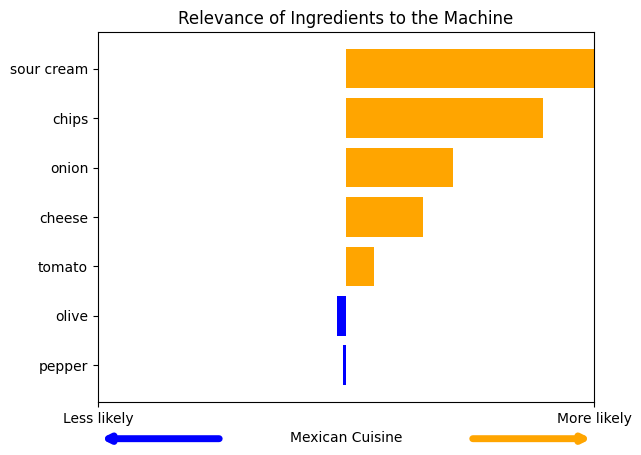 Relevance of Ingredients to the Machine
sour cream
chips
onion
cheese
tomato
olive
pepper
Less likely
More likely
Mexican Cuisine